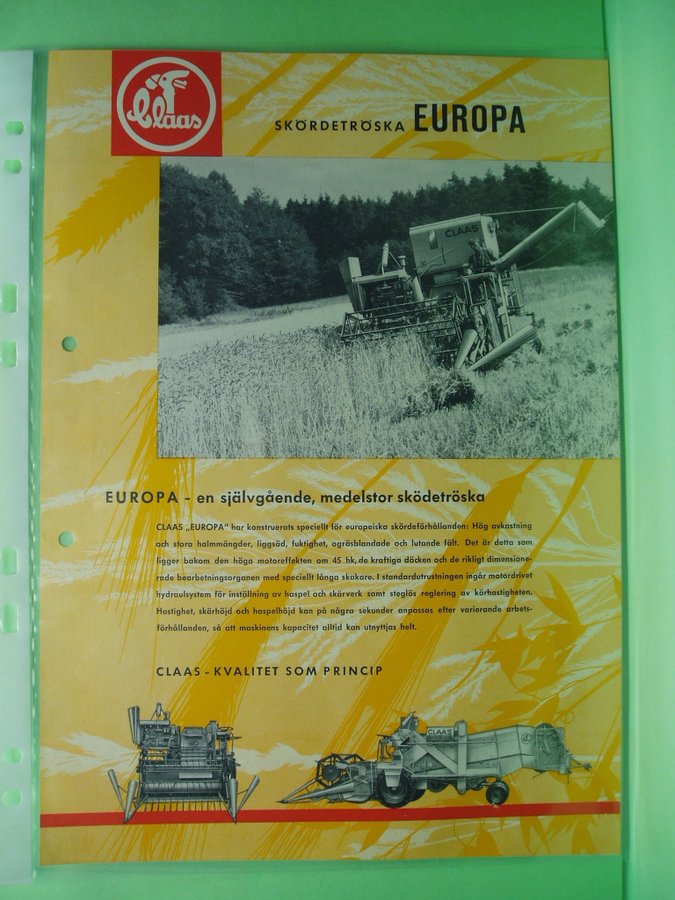 Claas
SKÖRDETRÖSKA EUROPA
CLAAS
EUROPA – en självgående, medelstor sködetröska
CLAAS „EUROPA” har konstruerats speciellt för europeiska skördeförhållanden: Hög avkastning
och stora halmmängder, liggsäd, fuktighet, ogräsblandade och lutande fält. Det är detta som
ligger bakom den höga motoreffekten om 45 hk, de kraftiga däcken och de rikligt dimensione-
rade bearbetningsorganen med speciellt långa skakare. I standardutrustningen ingår motordrivet
hydraulsystem för inställning av haspel och skärverk samt steglös reglering av körhastigheten.
Hastighet, skärhöjd och haspelhöjd kan på några sekunder anpassas efter varierande arbets-
förhållanden, så att maskinens kapacitet alltid kan utnyttjas helt.
CLAAS – KVALITET SOM PRINCIP
CLAAS